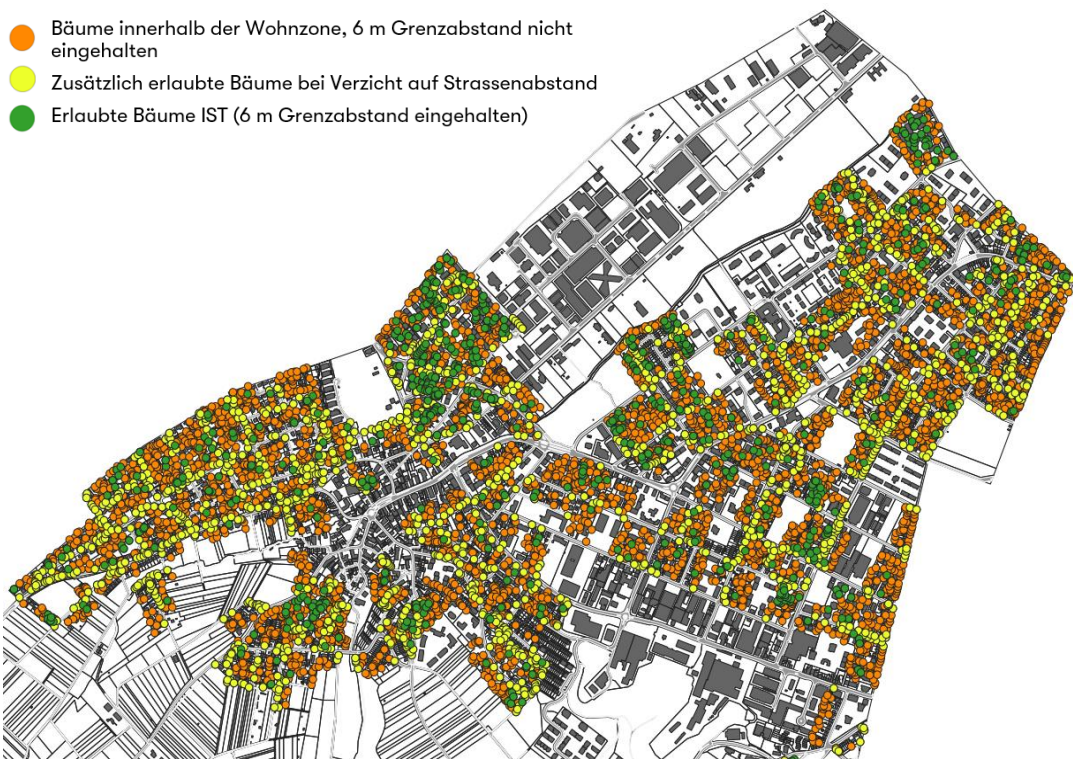 Bäume innerhalb der Wohnzone, 6 m Grenzabstand nicht
eingehalten
Zusätzlich erlaubte Bäume bei Verzicht auf Strassenabstand
Erlaubte Bäume IST (6 m Grenzabstand eingehalten)